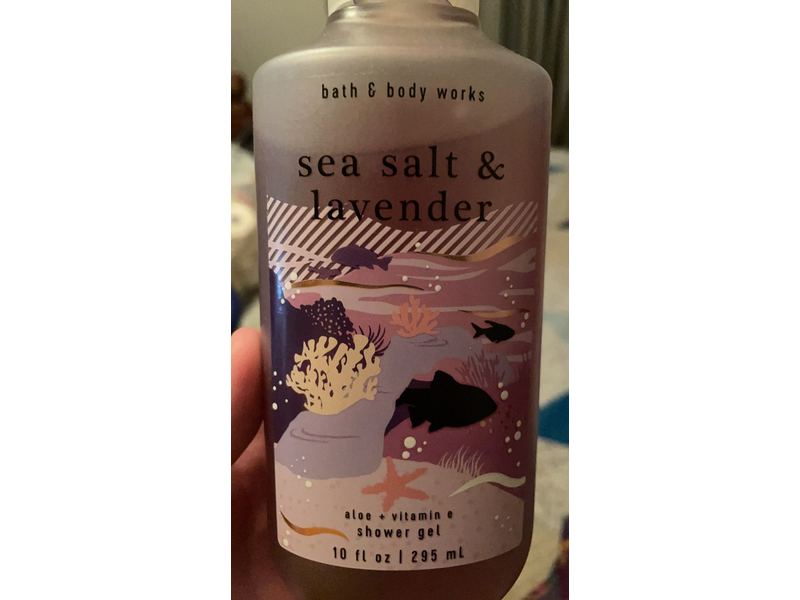 bath & body works
sea salt &
lavender
aloe + vitamin e
shower gel
10 fl oz | 295 mL